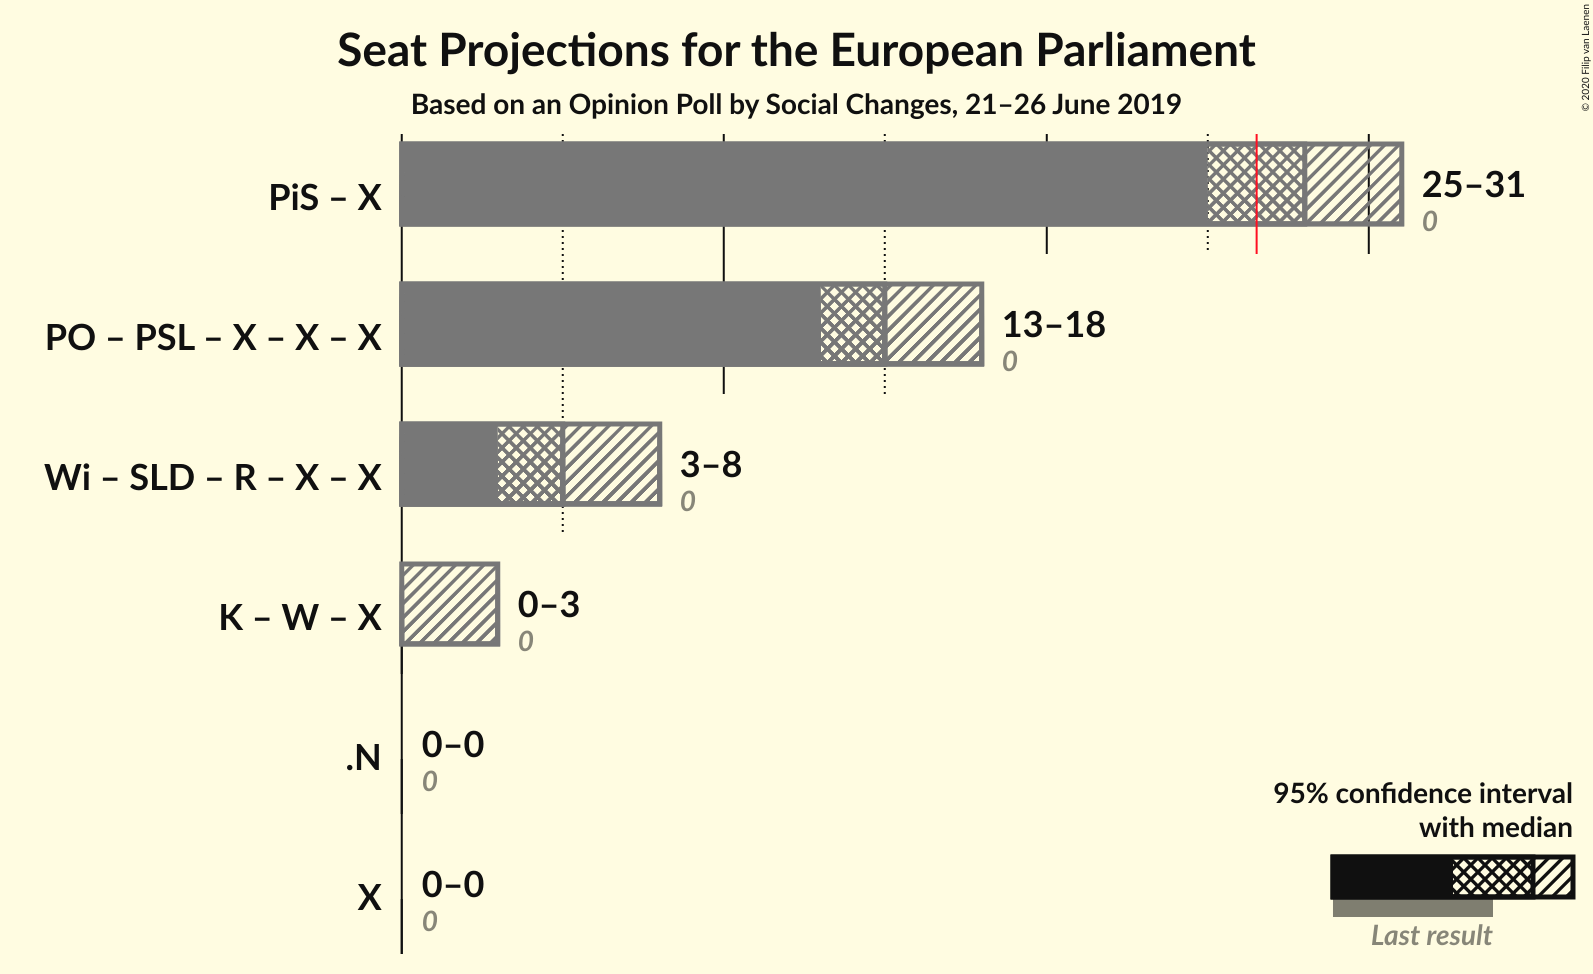 Seat Projections for the European Parliament
Based on an Opinion Poll by Social Changes, 21–26 June 2019
© 2020 Filip van Laenen
PiS – X
25–31
0
PO – PSL – X – X – X
13–18
0
Wi – SLD – R – X – X
3–8
0
K – W – X
0–3
0
.N
0–0
0
X
0–0
0
95% confidence interval
with median
Last result